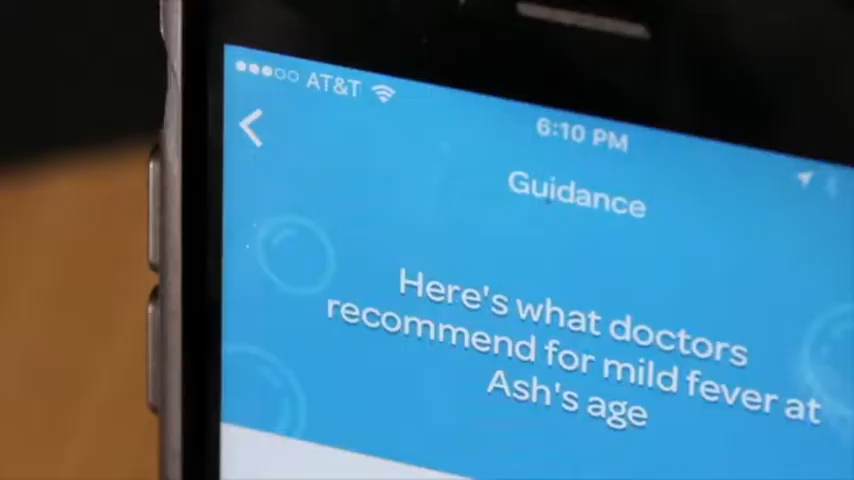 AT&T
6:10 PM
Guidance
Here's what doctors
recommend for mild fever at
Ash's age